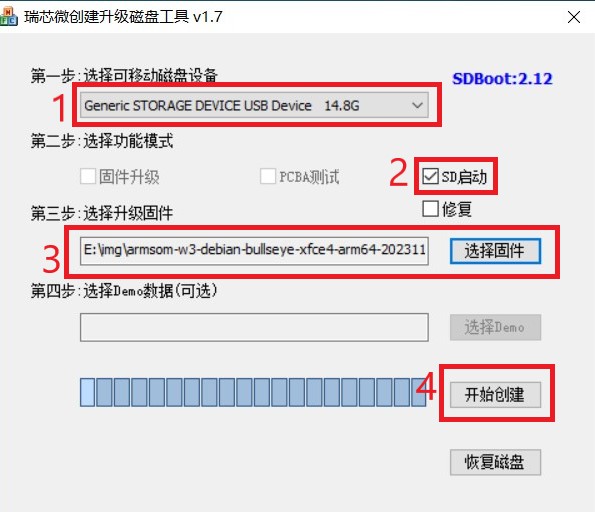 瑞芯微创建升级磁盘工具 v1.7
第一步:选择可移动磁盘设备
SDBoot:2.12
1
Generic STORAGE DEVICE USB Device 14.8G
第二步:选择功能模式
固件升级
PCBA测试
2
SD启动
第三步:选择升级固件
修复
3
E:\img\armsom-w3-debian-bullseye-xfce4-arm64-202311
选择固件
第四步:选择Demo数据(可选)
选择Demo
4
开始创建
恢复磁盘